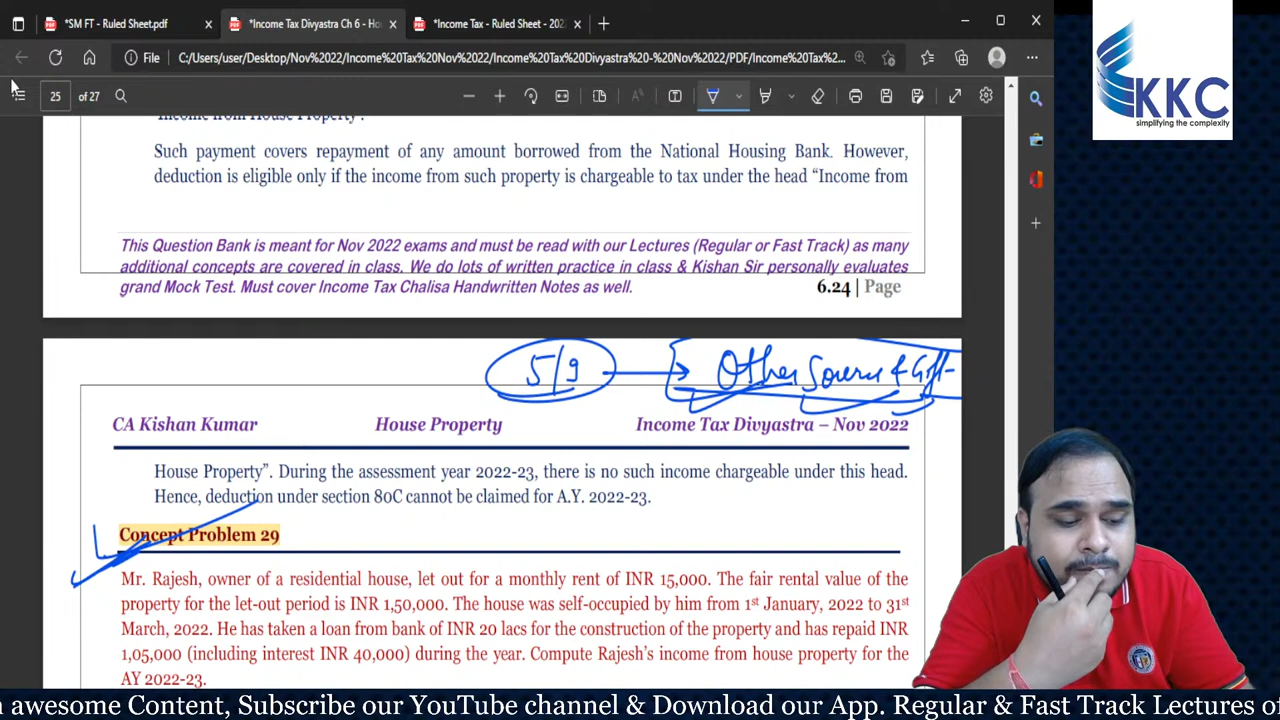 *SM FT - Ruled Sheet.pdf
*Income Tax Divyastra Ch 6 - Ho
*Income Tax - Ruled Sheet - 202
File
C:/Users/user/Desktop/Nov%2022/Income%20Tax%20Nov%2022/Income%20Tax%20Divyastra%20-%20Nov%2022/PDF/Income%20Tax%2...
25 of 27
KKC
simplifying the complexity
"Income from House Property".
Such payment covers repayment of any amount borrowed from the National Housing Bank. However,
deduction is eligible only if the income from such property is chargeable to tax under the head “Income from
This Question Bank is meant for Nov 2022 exams and must be read with our Lectures (Regular or Fast Track) as many
additional concepts are covered in class. We do lots of written practice in class & Kishan Sir personally evaluates
grand Mock Test. Must cover Income Tax Chalisa Handwritten Notes as well.
6.24 | Page
5/9 Other Source & Gift
CA Kishan Kumar House Property Income Tax Divyastra – Nov 2022
House Property”. During the assessment year 2022-23, there is no such income chargeable under this head.
Hence, deduction under section 80C cannot be claimed for A.Y. 2022-23.
Concept Problem 29
Mr. Rajesh, owner of a residential house, let out for a monthly rent of INR 15,000. The fair rental value of the
property for the let-out period is INR 1,50,000. The house was self-occupied by him from 1st January, 2022 to 31st
March, 2022. He has taken a loan from bank of INR 20 lacs for the construction of the property and has repaid INR
1,05,000 (including interest INR 40,000) during the year. Compute Rajesh’s income from house property for the
AY 2022-23.
awesome Content, Subscribe our YouTube channel & Download our App. Regular & Fast Track Lectures o